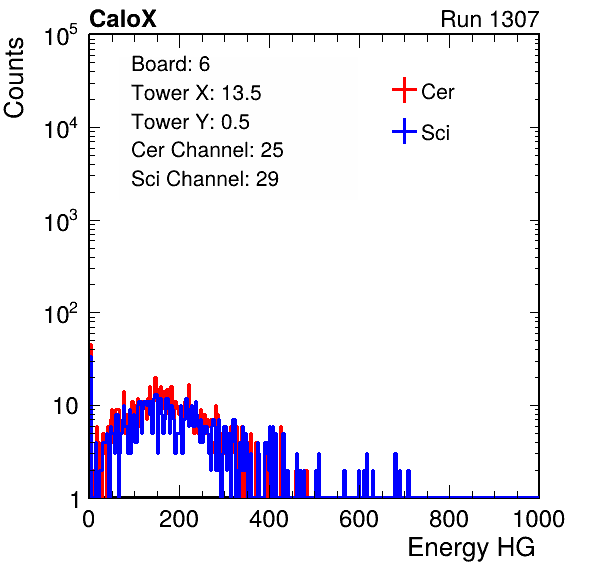 CaloX Run 1307
Board: 6
Tower X: 13.5
Tower Y: 0.5
Cer Channel: 25
Sci Channel: 29
Cer
Sci
Counts
10^5
10^4
10^3
10^2
10
1
0 200 400 600 800 1000
Energy HG